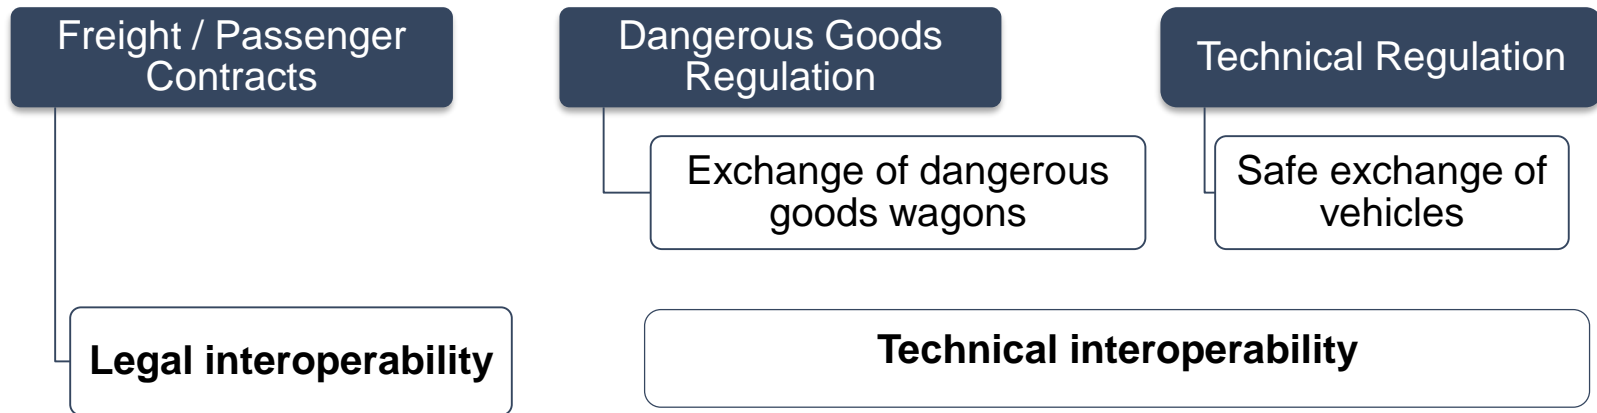 Freight / Passenger
Contracts
Dangerous Goods
Regulation
Technical Regulation
Exchange of dangerous
goods wagons
Safe exchange of
vehicles
Legal interoperability
Technical interoperability